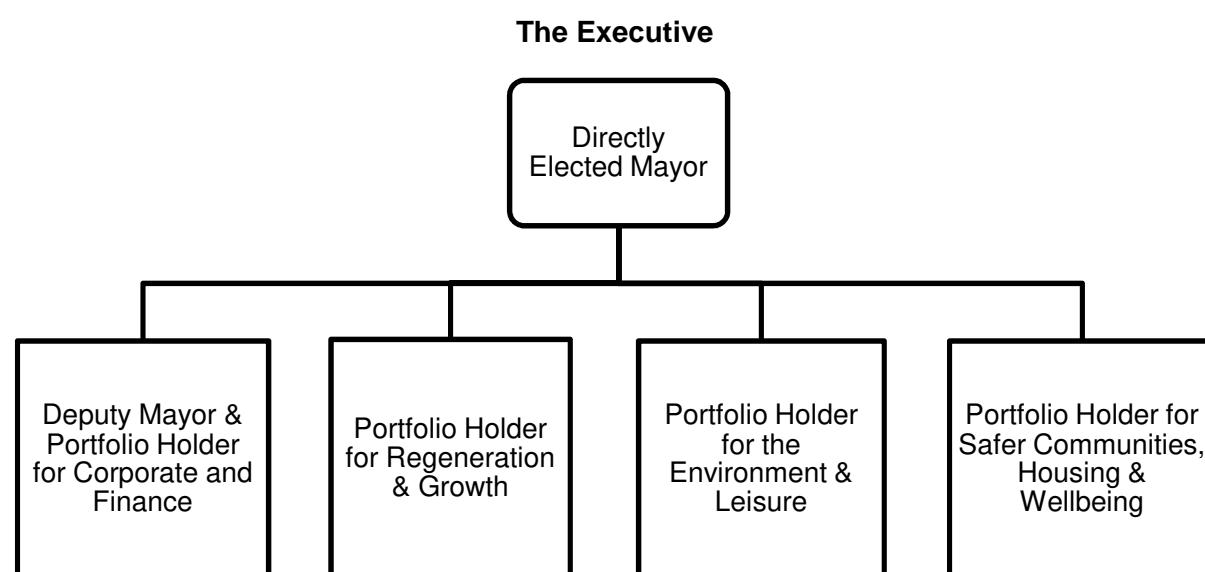 The Executive
Directly
Elected Mayor
Deputy Mayor &
Portfolio Holder
for Corporate and
Finance
Portfolio Holder
for Regeneration
& Growth
Portfolio Holder
for the
Environment &
Leisure
Portfolio Holder for
Safer Communities,
Housing &
Wellbeing